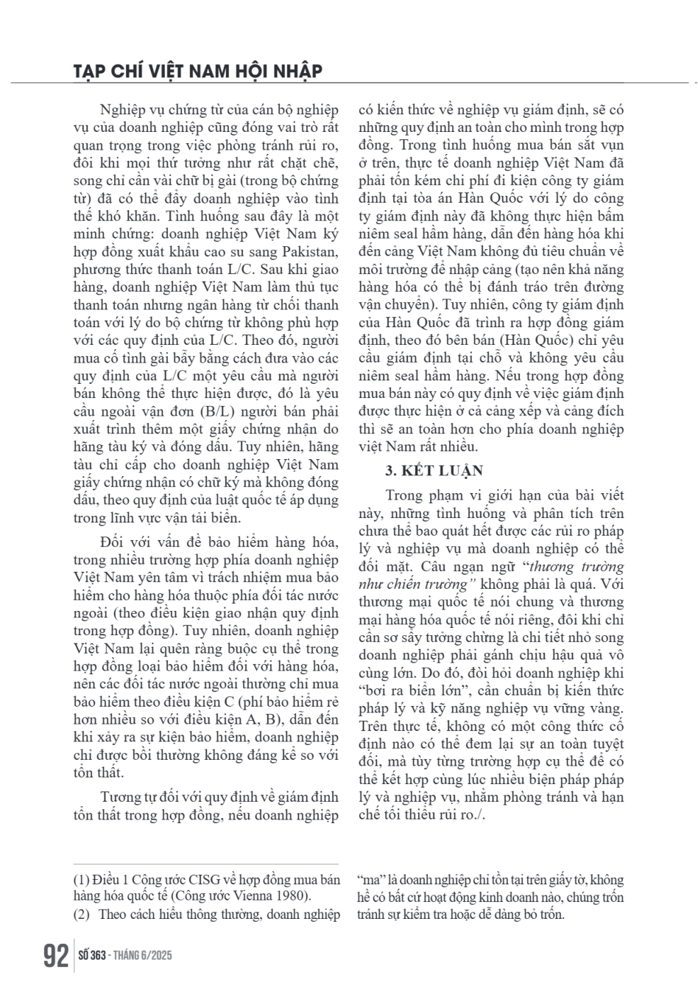 TẠP CHÍ VIỆT NAM HỘI NHẬP
Nghiệp vụ chứng từ của cán bộ nghiệp
vụ của doanh nghiệp cũng đóng vai trò rất
quan trọng trong việc phòng tránh rủi ro,
đôi khi mọi thứ tưởng như rất chặt chẽ,
song chỉ cần vài chữ bị gài (trong bộ chứng
từ) đã có thể đẩy doanh nghiệp vào tình
thế khó khăn. Tình huống sau đây là một
minh chứng: doanh nghiệp Việt Nam ký
hợp đồng xuất khẩu cao su sang Pakistan,
phương thức thanh toán L/C. Sau khi giao
hàng, doanh nghiệp Việt Nam làm thủ tục
thanh toán nhưng ngân hàng từ chối thanh
toán với lý do bộ chứng từ không phù hợp
với các quy định của L/C. Theo đó, người
mua cố tình gài bẫy bằng cách đưa vào các
quy định của L/C một yêu cầu mà người
bán không thể thực hiện được, đó là yêu
cầu ngoài vận đơn (B/L) người bán phải
xuất trình thêm một giấy chứng nhận do
hãng tàu ký và đóng dấu. Tuy nhiên, hãng
tàu chỉ cấp cho doanh nghiệp Việt Nam
giấy chứng nhận có chữ ký mà không đóng
dấu, theo quy định của luật quốc tế áp dụng
trong lĩnh vực vận tải biển.
Đối với vấn đề bảo hiểm hàng hóa,
trong nhiều trường hợp phía doanh nghiệp
Việt Nam yên tâm vì trách nhiệm mua bảo
hiểm cho hàng hóa thuộc phía đối tác nước
ngoài (theo điều kiện giao nhận quy định
trong hợp đồng). Tuy nhiên, doanh nghiệp
Việt Nam lại quên ràng buộc cụ thể trong
hợp đồng loại bảo hiểm đối với hàng hóa,
nên các đối tác nước ngoài thường chỉ mua
bảo hiểm theo điều kiện C (phí bảo hiểm rẻ
hơn nhiều so với điều kiện A, B), dẫn đến
khi xảy ra sự kiện bảo hiểm, doanh nghiệp
chỉ được bồi thường không đáng kể so với
tổn thất.
Tương tự đối với quy định về giám định
tổn thất trong hợp đồng, nếu doanh nghiệp
có kiến thức về nghiệp vụ giám định, sẽ có
những quy định an toàn cho mình trong hợp
đồng. Trong tình huống mua bán sắt vụn
ở trên, thực tế doanh nghiệp Việt Nam đã
phải tốn kém chi phí đi kiện công ty giám
định tại tòa án Hàn Quốc với lý do công
ty giám định này đã không thực hiện bấm
niêm seal hầm hàng, dẫn đến hàng hóa khi
đến cảng Việt Nam không đủ tiêu chuẩn về
môi trường để nhập cảng (tạo nên khả năng
hàng hóa có thể bị đánh tráo trên đường
vận chuyển). Tuy nhiên, công ty giám định
của Hàn Quốc đã trình ra hợp đồng giám
định, theo đó bên bán (Hàn Quốc) chỉ yêu
cầu giám định tại chỗ và không yêu cầu
niêm seal hầm hàng. Nếu trong hợp đồng
mua bán này có quy định về việc giám định
được thực hiện ở cả cảng xếp và cảng đích
thì sẽ an toàn hơn cho phía doanh nghiệp
việt Nam rất nhiều.
3. KẾT LUẬN
Trong phạm vi giới hạn của bài viết
này, những tình huống và phân tích trên
chưa thể bao quát hết được các rủi ro pháp
lý và nghiệp vụ mà doanh nghiệp có thể
đối mặt. Câu ngạn ngữ “thương trường
như chiến trường” không phải là quá. Với
thương mại quốc tế nói chung và thương
mại hàng hóa quốc tế nói riêng, đôi khi chỉ
cần sơ sẩy tưởng chừng là chi tiết nhỏ song
doanh nghiệp phải gánh chịu hậu quả vô
cùng lớn. Do đó, đòi hỏi doanh nghiệp khi
“bơi ra biển lớn”, cần chuẩn bị kiến thức
pháp lý và kỹ năng nghiệp vụ vững vàng.
Trên thực tế, không có một công thức cố
định nào có thể đem lại sự an toàn tuyệt
đối, mà tùy từng trường hợp cụ thể để có
thể kết hợp cùng lúc nhiều biện pháp pháp
lý và nghiệp vụ, nhằm phòng tránh và hạn
chế tối thiểu rủi ro./.
(1) Điều 1 Công ước CISG về hợp đồng mua bán
hàng hóa quốc tế (Công ước Vienna 1980).
(2) Theo cách hiểu thông thường, doanh nghiệp
“ma” là doanh nghiệp chỉ tồn tại trên giấy tờ, không
hề có bất cứ hoạt động kinh doanh nào, chúng trốn
tránh sự kiểm tra hoặc dễ dàng bỏ trốn.
92 SỐ 363 - THÁNG 6/2025